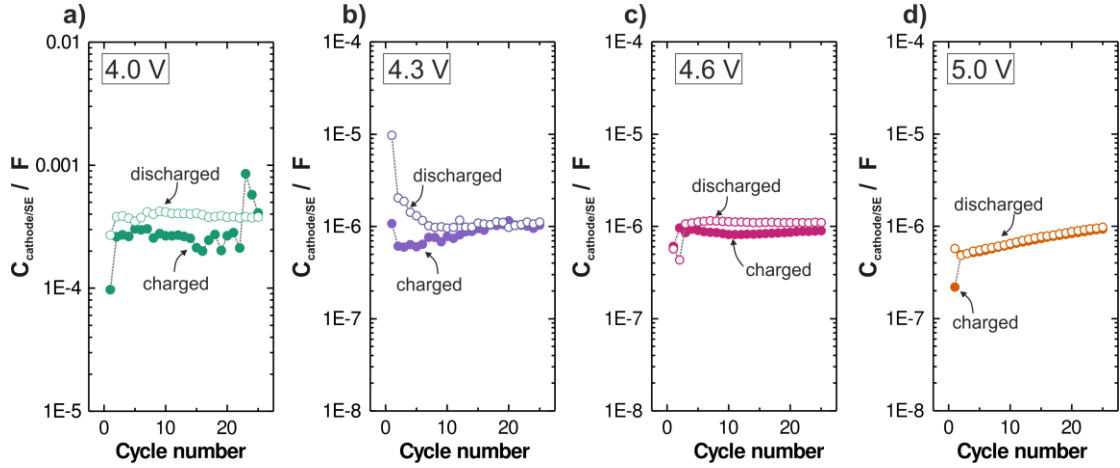 a)
4.0 V
0.01
0.001
1E-4
1E-5
C cathode/SE / F
discharged
charged
0 10 20
Cycle number
b)
4.3 V
1E-4
1E-5
1E-6
1E-7
1E-8
C cathode/SE / F
discharged
charged
0 10 20
Cycle number
c)
4.6 V
1E-4
1E-5
1E-6
1E-7
1E-8
C cathode/SE / F
discharged
charged
0 10 20
Cycle number
d)
5.0 V
1E-4
1E-5
1E-6
1E-7
1E-8
C cathode/SE / F
discharged
charged
0 10 20
Cycle number